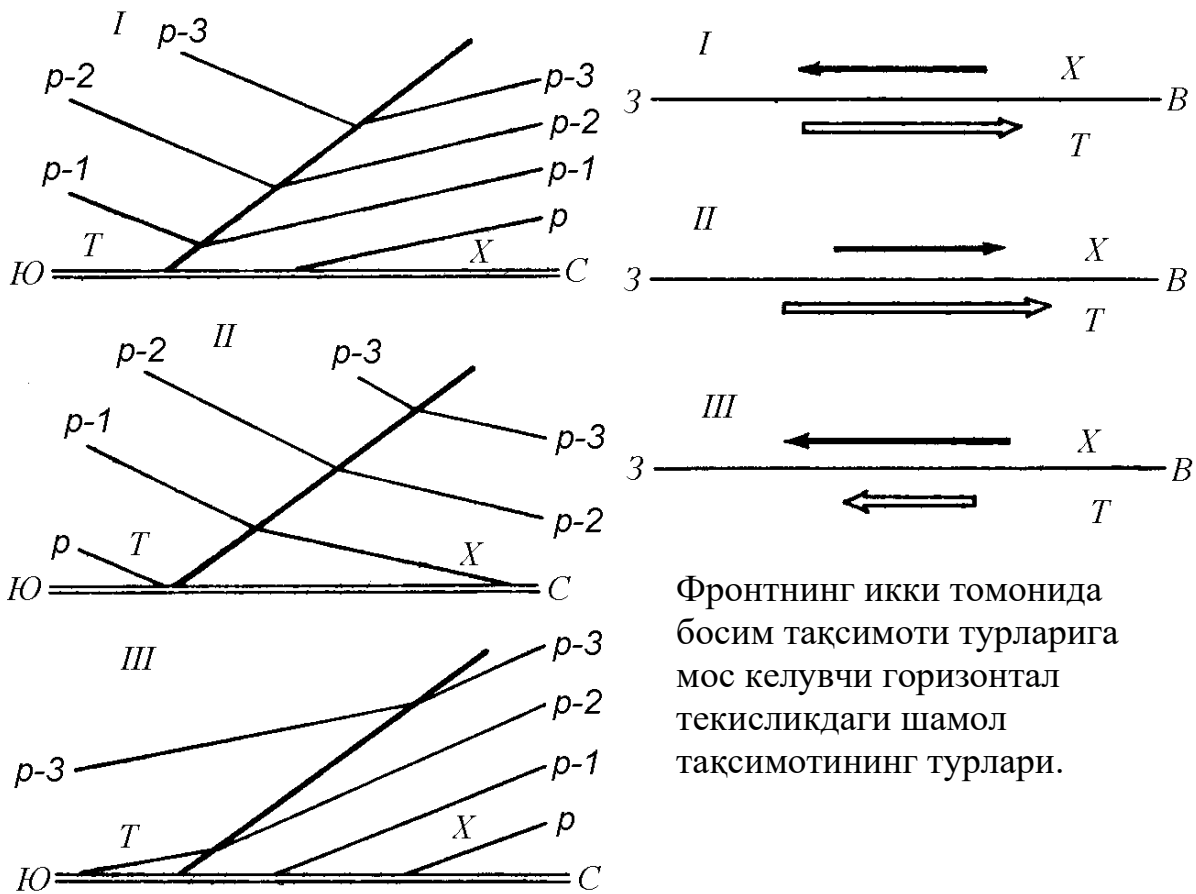 I
р-3
р-2
р-3
р-2
р-1
р-1
р
Т
Х
Ю
С
II
р-2
р-3
р-1
р-3
р-2
р
Т
Х
Ю
С
III
р-3
р-2
р-3
р-1
Т
Х
р
Ю
С
I
Х
З
В
Т
II
Х
З
В
Т
III
Х
З
В
Т
Фронтнинг икки томонида
босим тақсимоти турларига
мос келувчи горизонтал
текисликдаги шамол
тақсимотининг турлари.